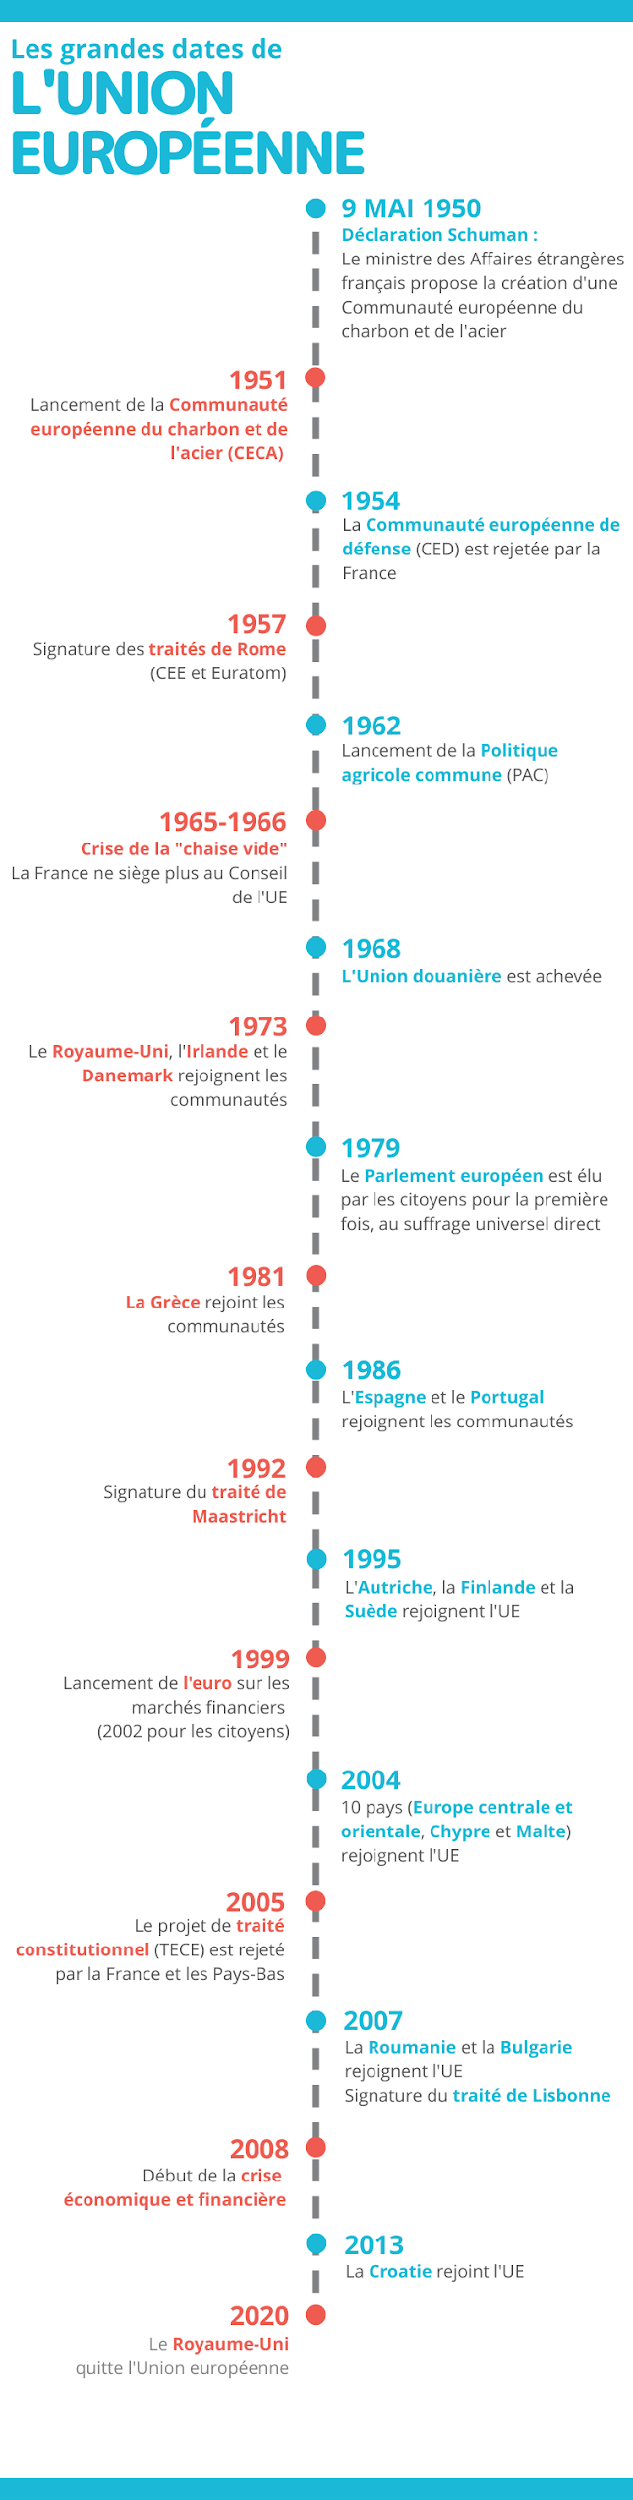 Les grandes dates de
L'UNION
EUROPÉENNE
9 MAI 1950
Déclaration Schuman :
Le ministre des Affaires étrangères
français propose la création d'une
Communauté européenne du
charbon et de l'acier
1951
Lancement de la Communauté
européenne du charbon et de
l'acier (CECA)
1954
La Communauté européenne de
défense (CED) est rejetée par la
France
1957
Signature des traités de Rome
(CEE et Euratom)
1962
Lancement de la Politique
agricole commune (PAC)
1965-1966
Crise de la "chaise vide"
La France ne siège plus au Conseil
de l'UE
1968
L'Union douanière est achevée
1973
Le Royaume-Uni, l'Irlande et le
Danemark rejoignent les
communautés
1979
Le Parlement européen est élu
par les citoyens pour la première
fois, au suffrage universel direct
1981
La Grèce rejoint les
communautés
1986
L'Espagne et le Portugal
rejoignent les communautés
1992
Signature du traité de
Maastricht
1995
L'Autriche, la Finlande et la
Suède rejoignent l'UE
1999
Lancement de l'euro sur les
marchés financiers
(2002 pour les citoyens)
2004
10 pays (Europe centrale et
orientale, Chypre et Malte)
rejoignent l'UE
2005
Le projet de traité
constitutionnel (TECE) est rejeté
par la France et les Pays-Bas
2007
La Roumanie et la Bulgarie
rejoignent l'UE
Signature du traité de Lisbonne
2008
Début de la crise
économique et financière
2013
La Croatie rejoint l'UE
2020
Le Royaume-Uni
quitte l'Union européenne